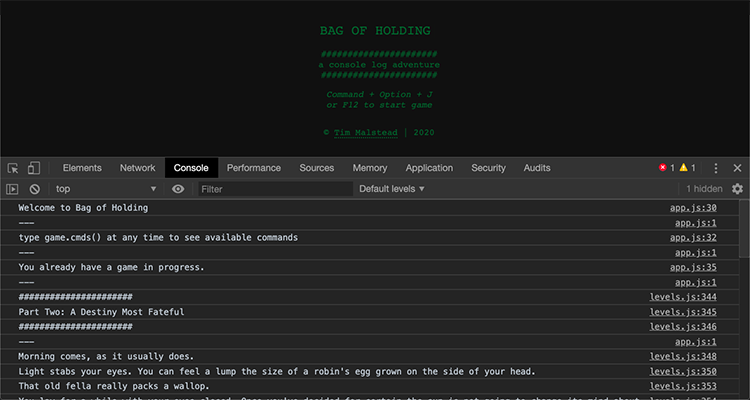 BAG OF HOLDING
######################
a console log adventure
######################
Command + Option + J
or F12 to start game
© Tim Malstead | 2020
Elements Network Console Performance Sources Memory Application Security Audits 1 1
top Filter Default levels 1 hidden
Welcome to Bag of Holding app.js:30
--- app.js:1
type game.cmds() at any time to see available commands app.js:32
--- app.js:1
You already have a game in progress. app.js:35
--- app.js:1
###################### levels.js:344
Part Two: A Destiny Most Fateful levels.js:345
###################### levels.js:346
--- app.js:1
Morning comes, as it usually does. levels.js:348
Light stabs your eyes. You can feel a lump the size of a robin's egg grown on the side of your head. levels.js:350
That old fella really packs a wallop. levels.js:353